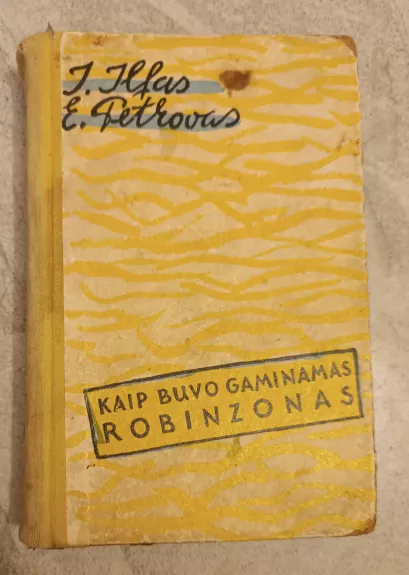 I. Ilfas
E. Petrovas
KAIP BUVO GAMINAMAS
ROBINZONAS